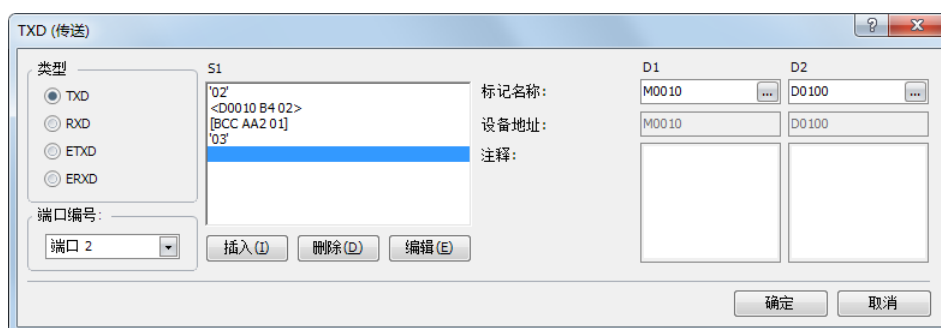 TXD (传送)
类型
TXD
RXD
ETXD
ERXD
端口编号:
端口 2
S1
'02'
<D0010 B4 02>
[BCC AA2 01]
'03'
插入(I) 删除(D) 编辑(E)
D1 D2
标记名称: M0010 ... D0100 ...
设备地址: M0010 D0100
注释:
确定 取消